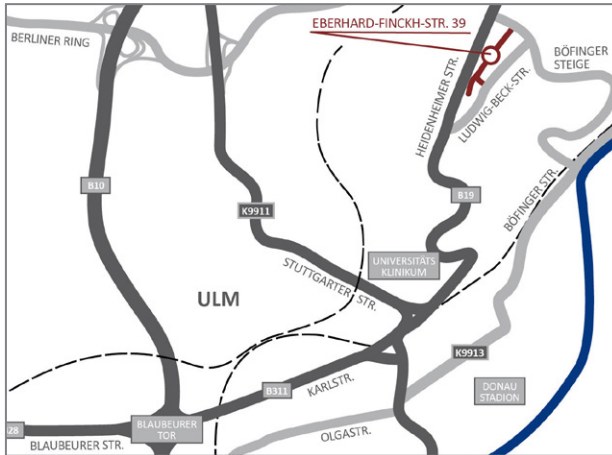 EBERHARD-FINCKH-STR. 39
BERLINER RING
HEIDENHEIMER STR.
LUDWIG-BECK-STR.
BÖFINGER
STEIGE
B10
K9911
B19
BÖFINGER STR.
UNIVERSITÄTS
KLINIKUM
STUTTGARTER STR.
ULM
K9913
B311
KARLSTR.
DONAU
STADION
28
BLAUBEURER STR.
BLAUBEURER
TOR
OLGASTR.